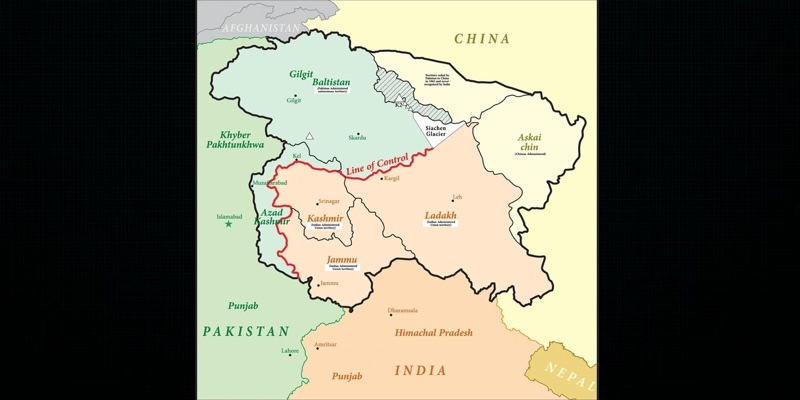 AFGHANISTAN
CHINA
Gilgit
Baltistan
(Pakistan Administered
autonomous territory)
Territory ceded by
Pakistan to China
in 1963 and never
recognized by India
Gilgit
K2
Siachen
Glacier
Askai
chin
(Chinese Administered)
Khyber
Pakhtunkhwa
Skardu
Kel
Line of Control
Muzafarabad
Kargil
Leh
Srinagar
Islamabad
Azad
Kashmir
Kashmir
(Indian Administered
Union territory)
Ladakh
(Indian Administered
Union territory)
Jammu
(Indian Administered
Union territory)
Jammu
Punjab
Dharamsala
PAKISTAN
Himachal Pradesh
Lahore
Amritsar
INDIA
Punjab
NEPAL